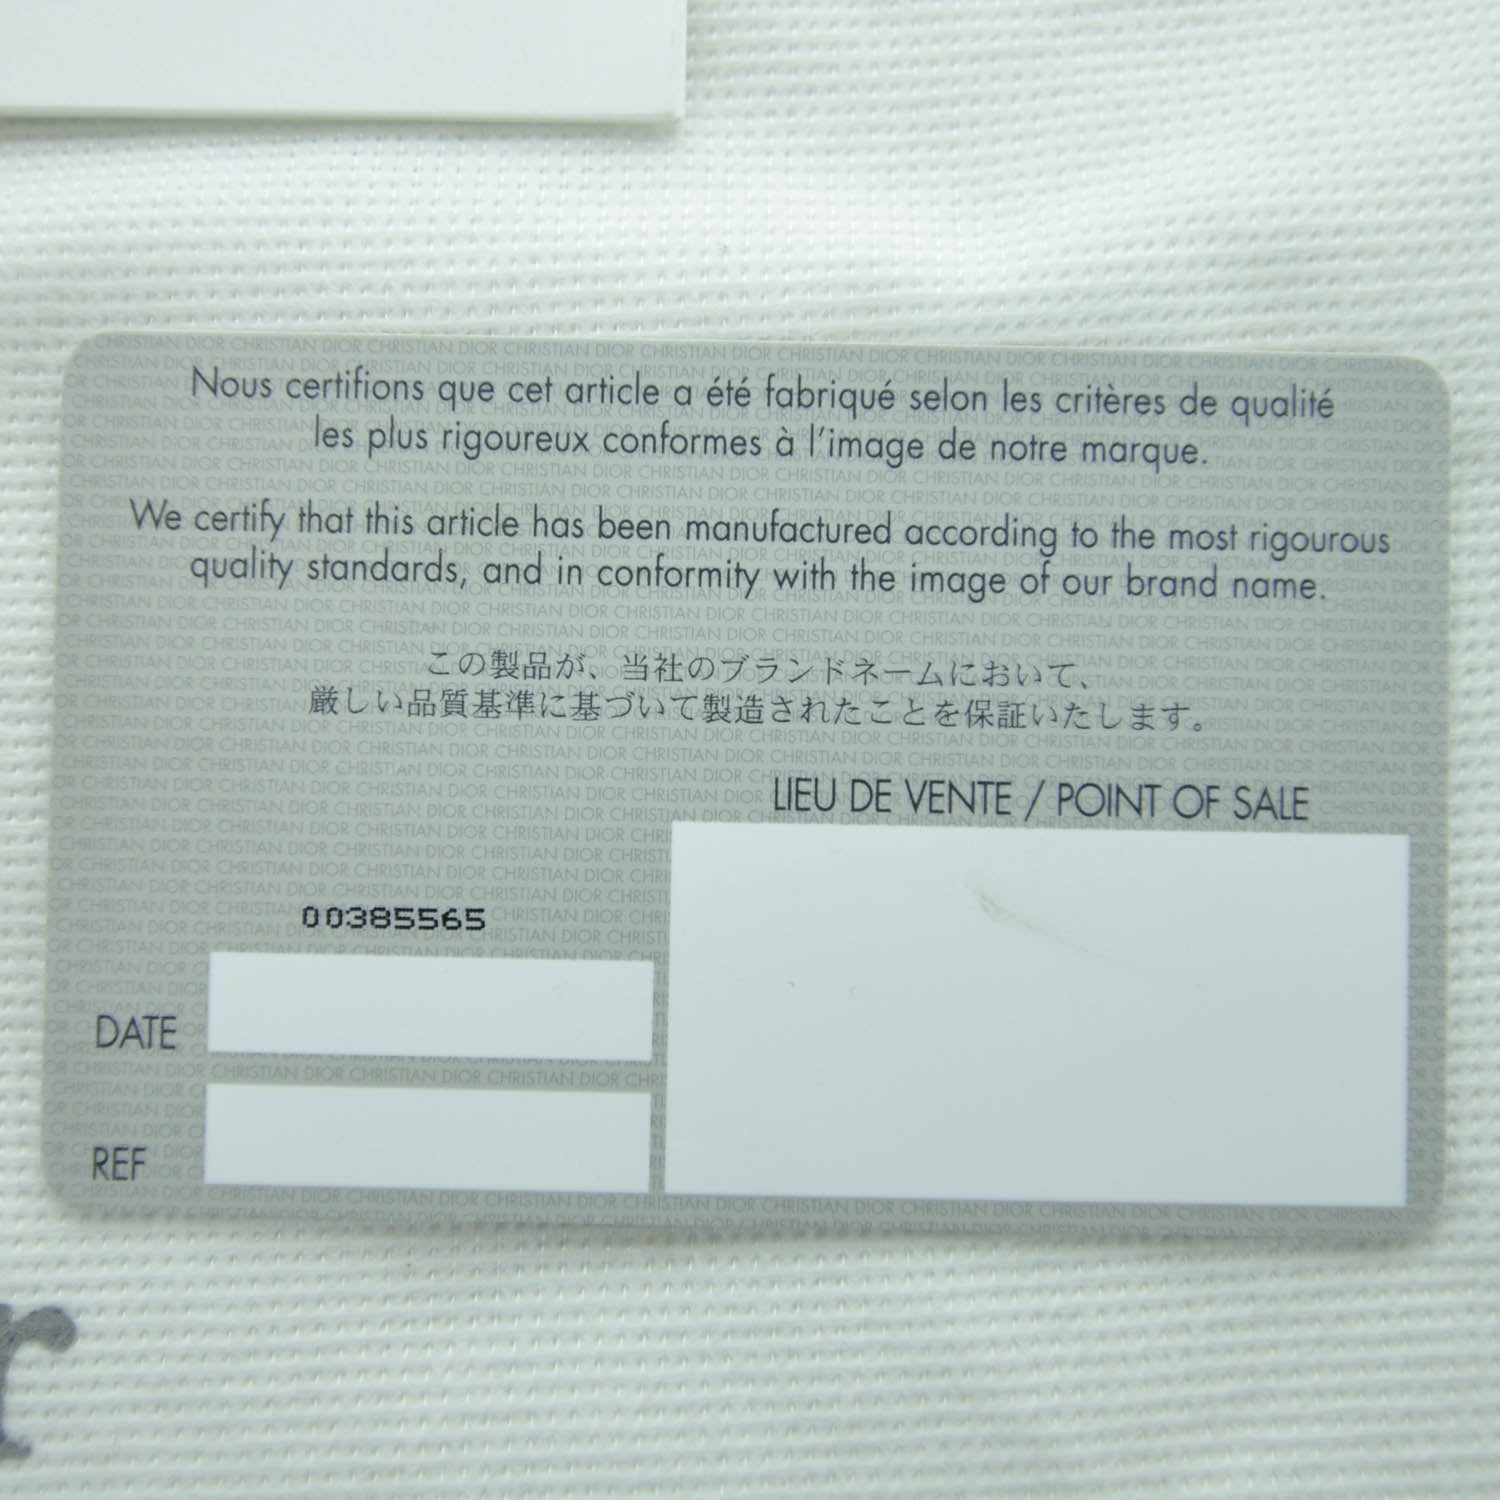 Nous certifions que cet article a été fabriqué selon les critères de qualité
les plus rigoureux conformes à l'image de notre marque.
We certify that this article has been manufactured according to the most rigourous
quality standards, and in conformity with the image of our brand name.
この製品が、当社のブランドネームにおいて、
厳しい品質基準に基づいて製造されたことを保証いたします。
LIEU DE VENTE / POINT OF SALE
00385565
DATE
REF
r